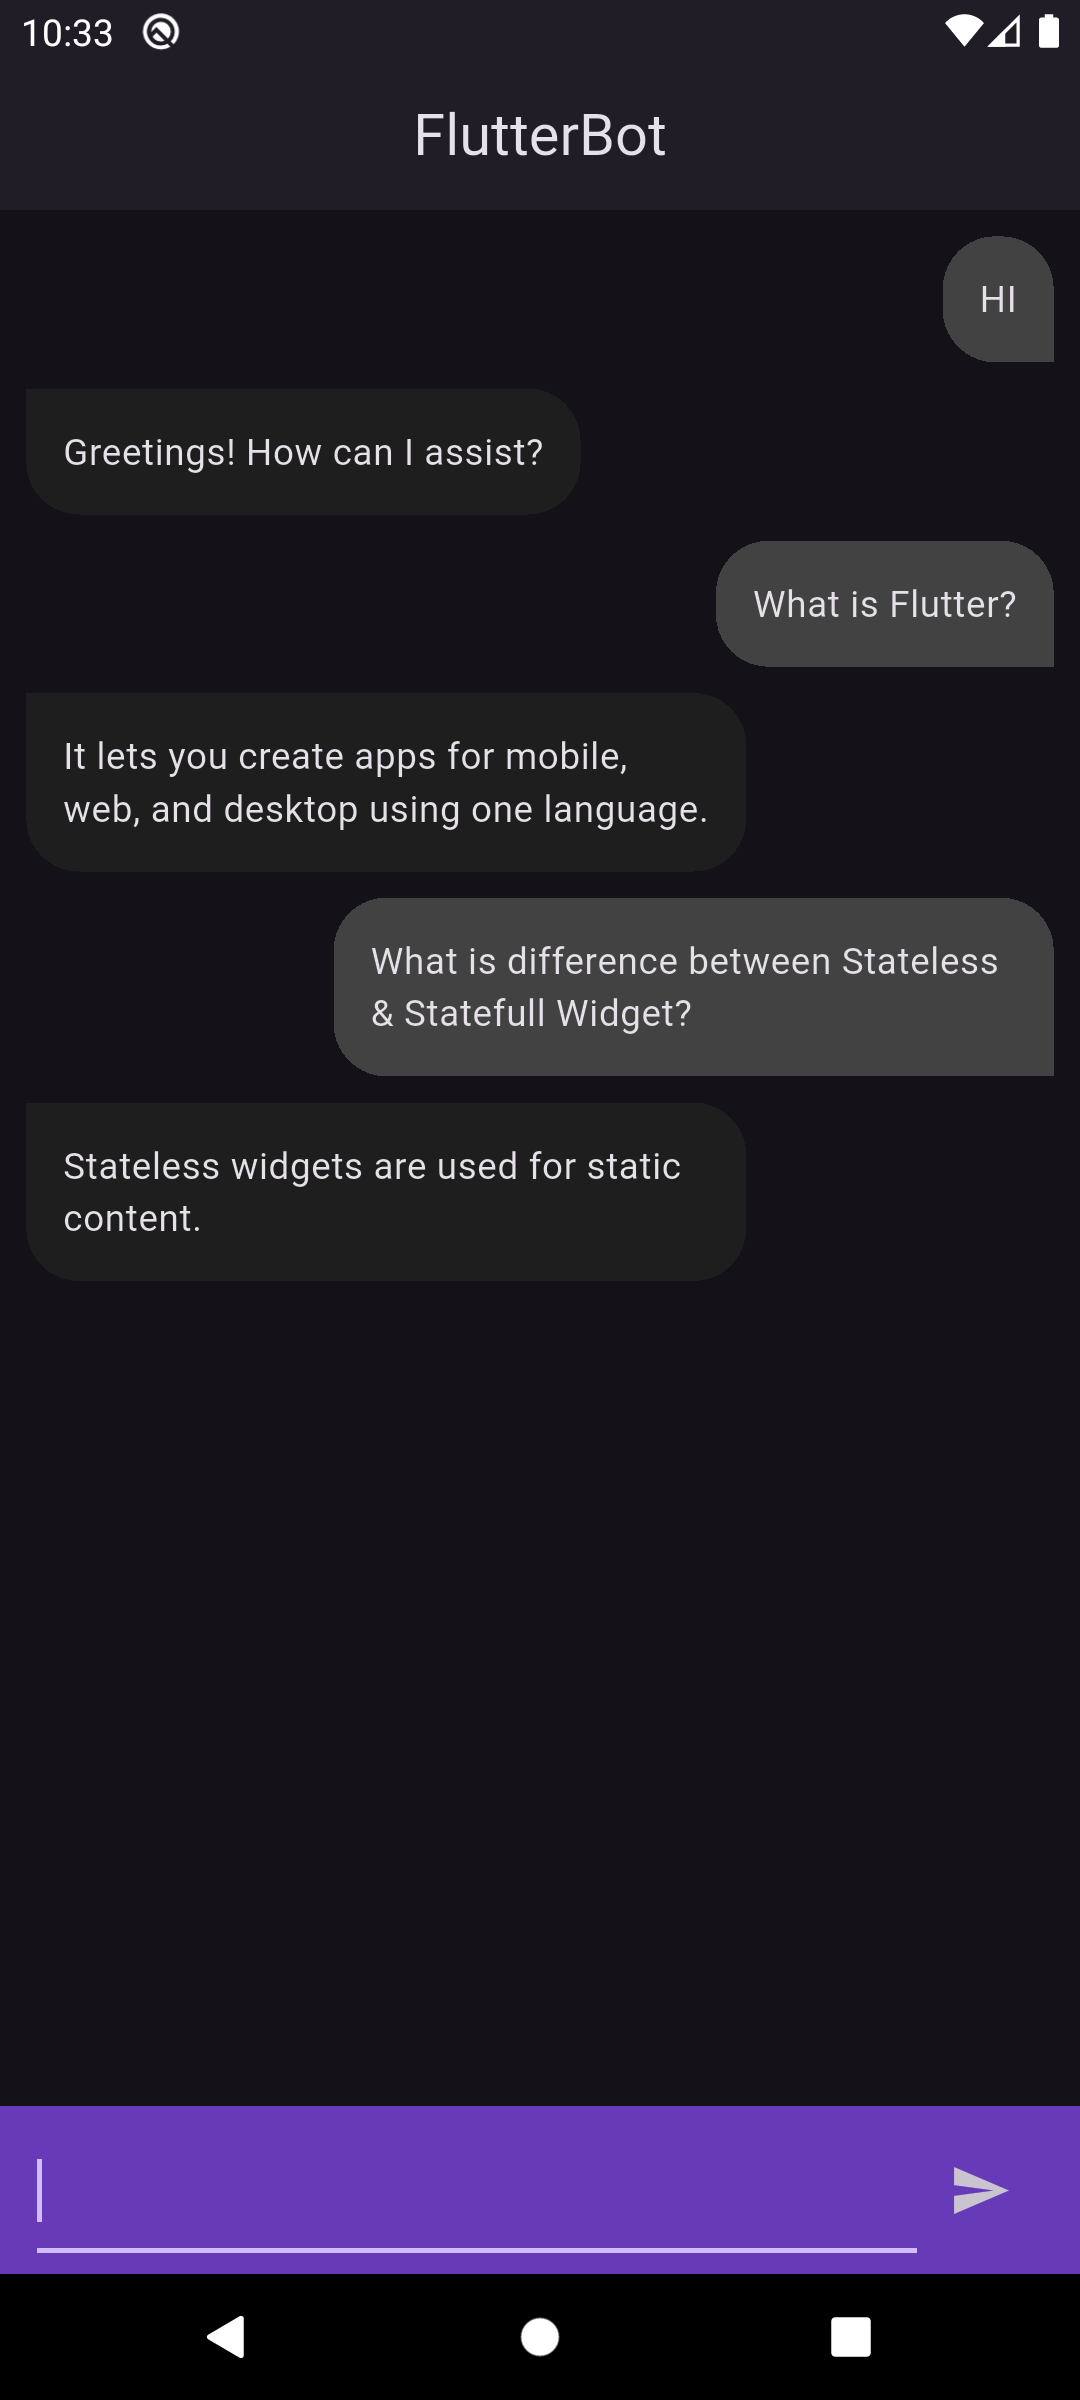 10:33
FlutterBot
HI
Greetings! How can I assist?
What is Flutter?
It lets you create apps for mobile,
web, and desktop using one language.
What is difference between Stateless
& Statefull Widget?
Stateless widgets are used for static
content.